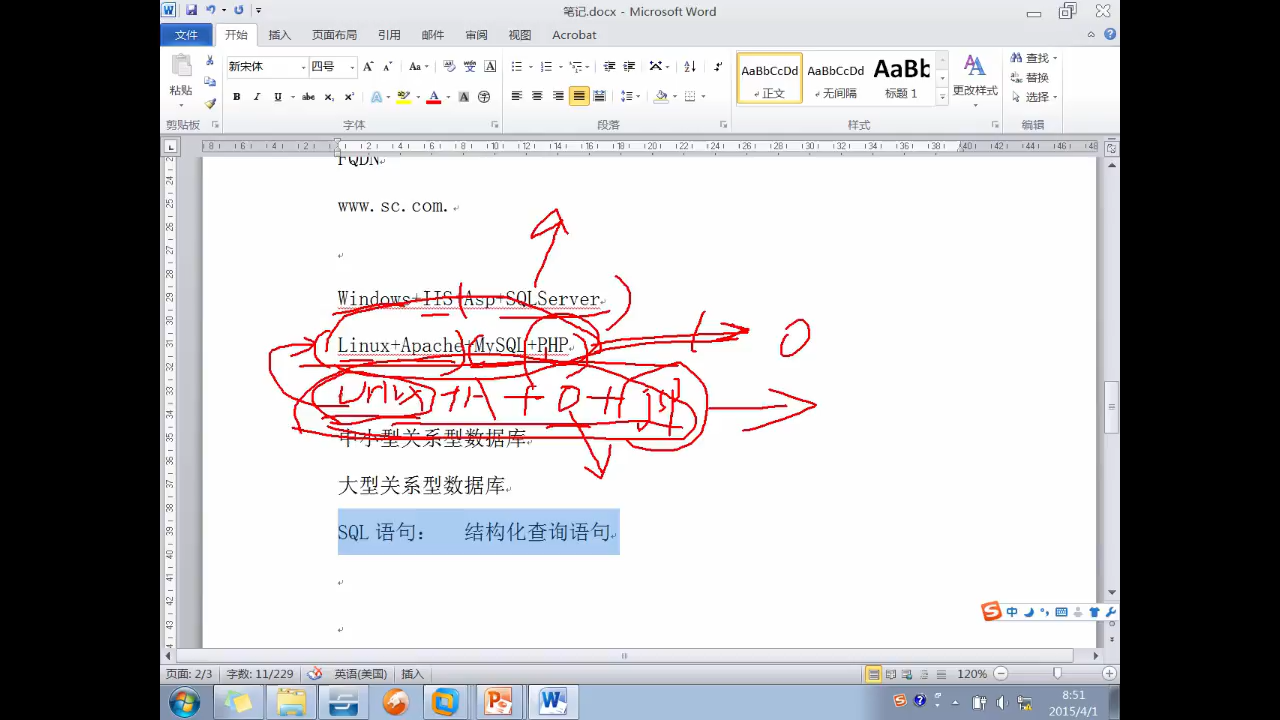 笔记.docx - Microsoft Word
文件 开始 插入 页面布局 引用 邮件 审阅 视图 Acrobat
粘贴 新宋体 四号 AaBbCcDd AaBbCcDd AaBb 更改样式 查找
替换
正文 无间隔 标题 1 选择
剪贴板 字体 段落 样式 编辑
FQDN
www.sc.com.
Windows+IIS+Asp+SQLServer
Linux+Apache+MySQL+PHP
Unix + A + O + jsp
中小型关系型数据库
大型关系型数据库
SQL 语句： 结构化查询语句
页面: 2/3 字数: 11/229 英语(美国) 插入 120%
8:51
2015/4/1